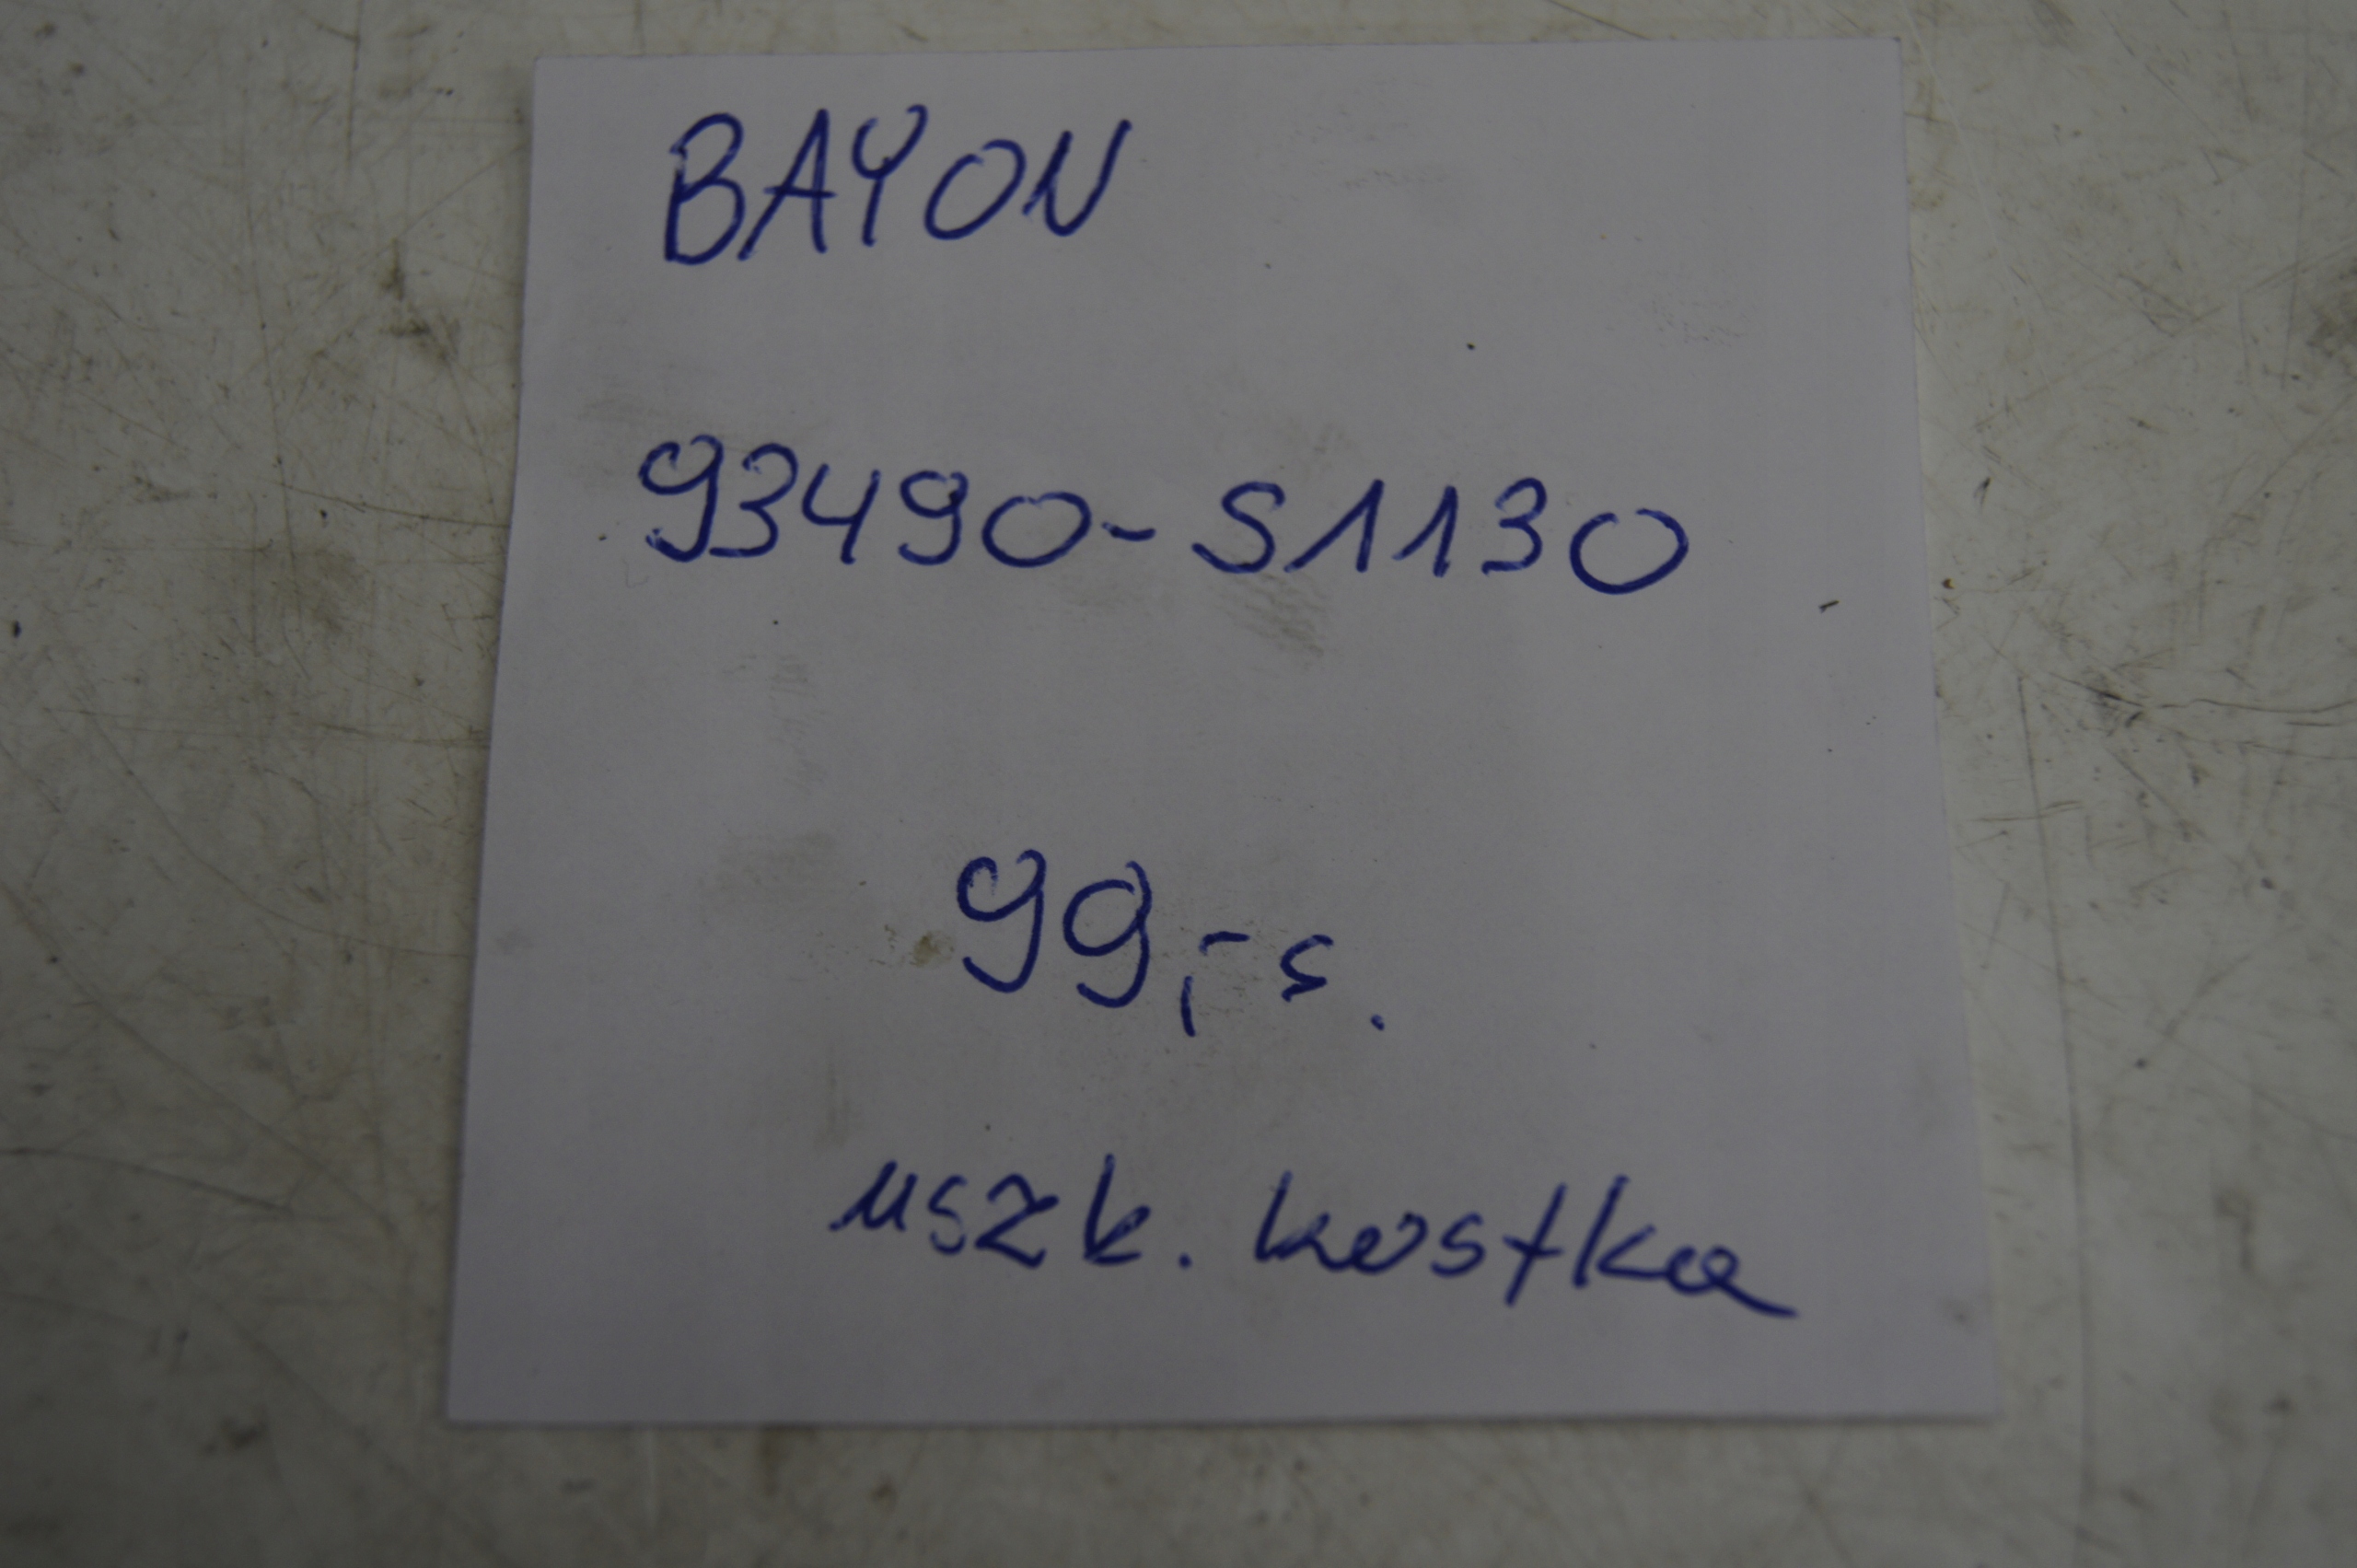 BAYON
93490-S1130
99,- s.
uszk. kostka